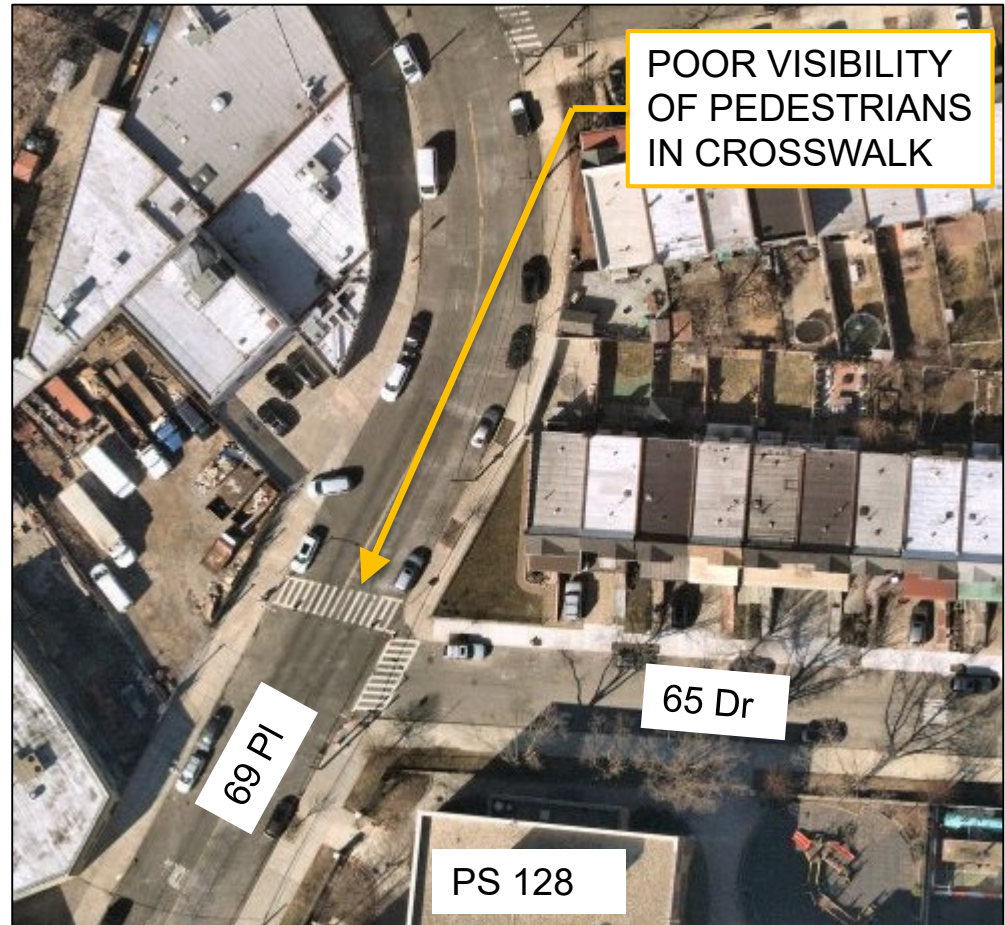 POOR VISIBILITY
OF PEDESTRIANS
IN CROSSWALK
65 Dr
69 Pl
PS 128